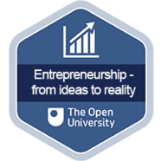 Entrepreneurship -
from ideas to reality
The Open
University